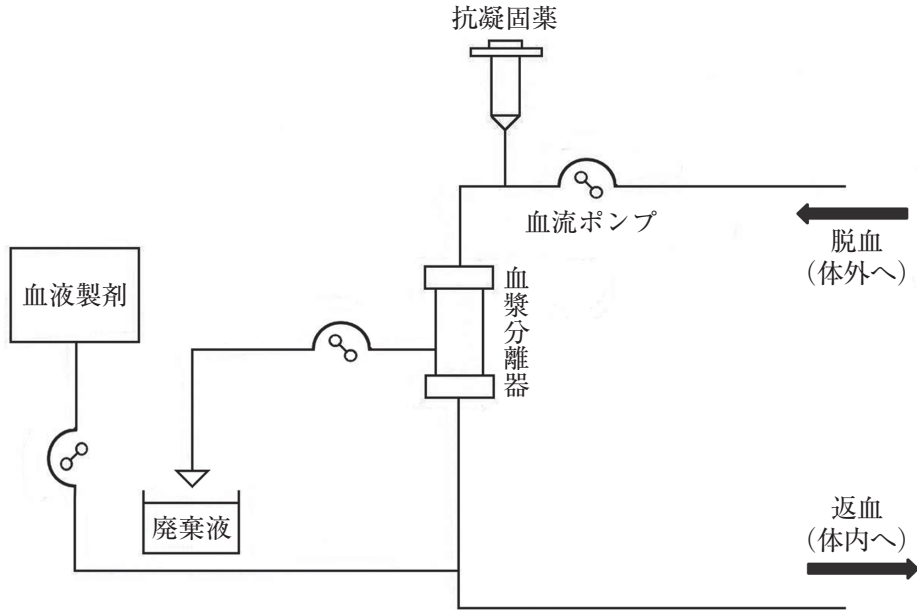 抗凝固薬
血流ポンプ
脱血
(体外へ)
血液製剤
血漿分離器
廃棄液
返血
(体内へ)